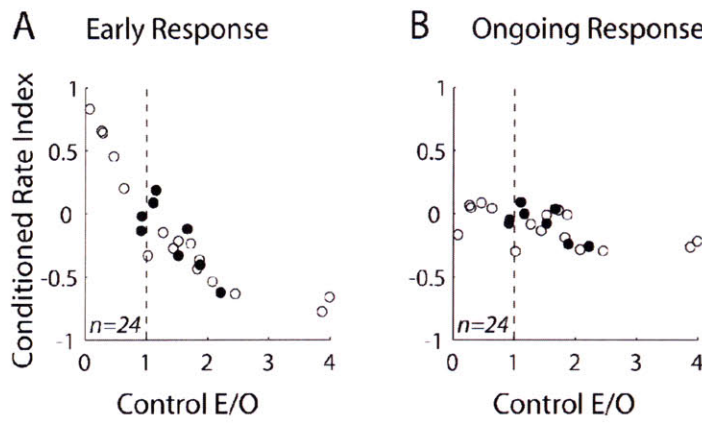 A Early Response
B Ongoing Response
Conditioned Rate Index
1
0.5
0
-0.5
-1
n=24
0 1 2 3 4
Control E/O
1
0.5
0
-0.5
-1
n=24
0 1 2 3 4
Control E/O